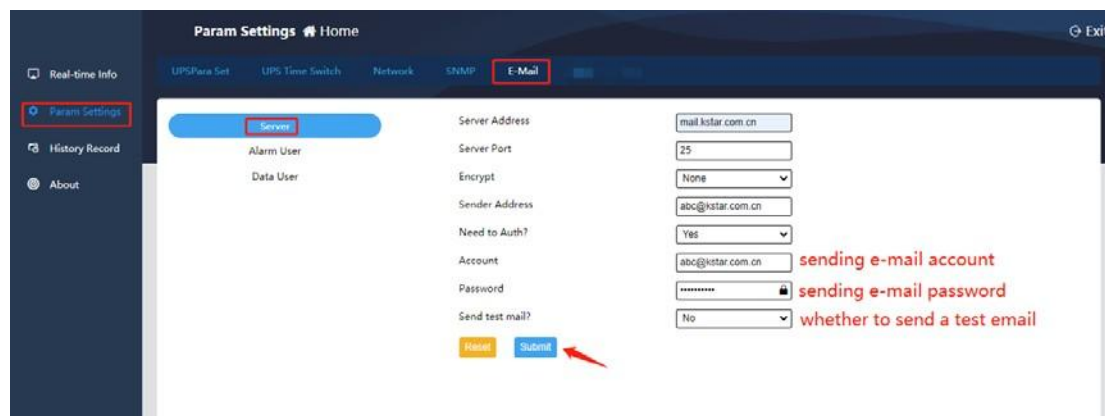 Param Settings Home
Exit
Real-time Info
Param Settings
History Record
About
UPSPara Set UPS Time Switch Network SNMP E-Mail
Server
Alarm User
Data User
Server Address mail.kstar.com.cn
Server Port 25
Encrypt None
Sender Address abc@kstar.com.cn
Need to Auth? Yes
Account abc@kstar.com.cn sending e-mail account
Password •••••••••• sending e-mail password
Send test mail? No whether to send a test email
Reset Submit